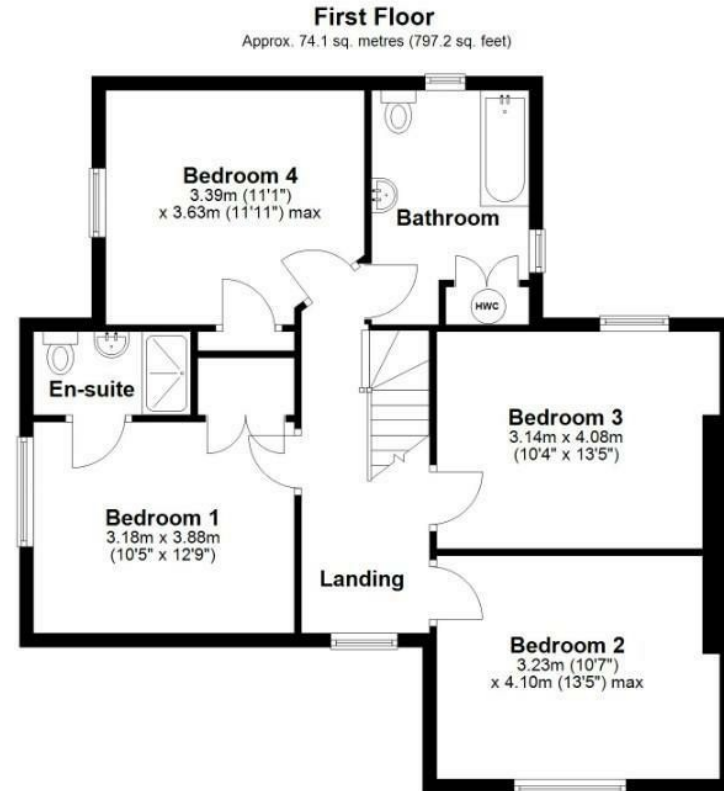 First Floor
Approx. 74.1 sq. metres (797.2 sq. feet)
Bedroom 4
3.39m (11'1")
x 3.63m (11'11") max
Bathroom
HWC
En-suite
Bedroom 3
3.14m x 4.08m
(10'4" x 13'5")
Bedroom 1
3.18m x 3.88m
(10'5" x 12'9")
Landing
Bedroom 2
3.23m (10'7")
x 4.10m (13'5") max